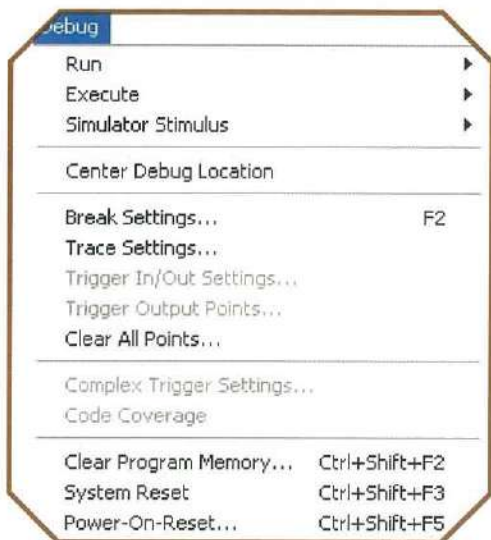 Debug
Run
Execute
Simulator Stimulus
Center Debug Location
Break Settings... F2
Trace Settings...
Trigger In/Out Settings...
Trigger Output Points...
Clear All Points...
Complex Trigger Settings...
Code Coverage
Clear Program Memory... Ctrl+Shift+F2
System Reset Ctrl+Shift+F3
Power-On-Reset... Ctrl+Shift+F5